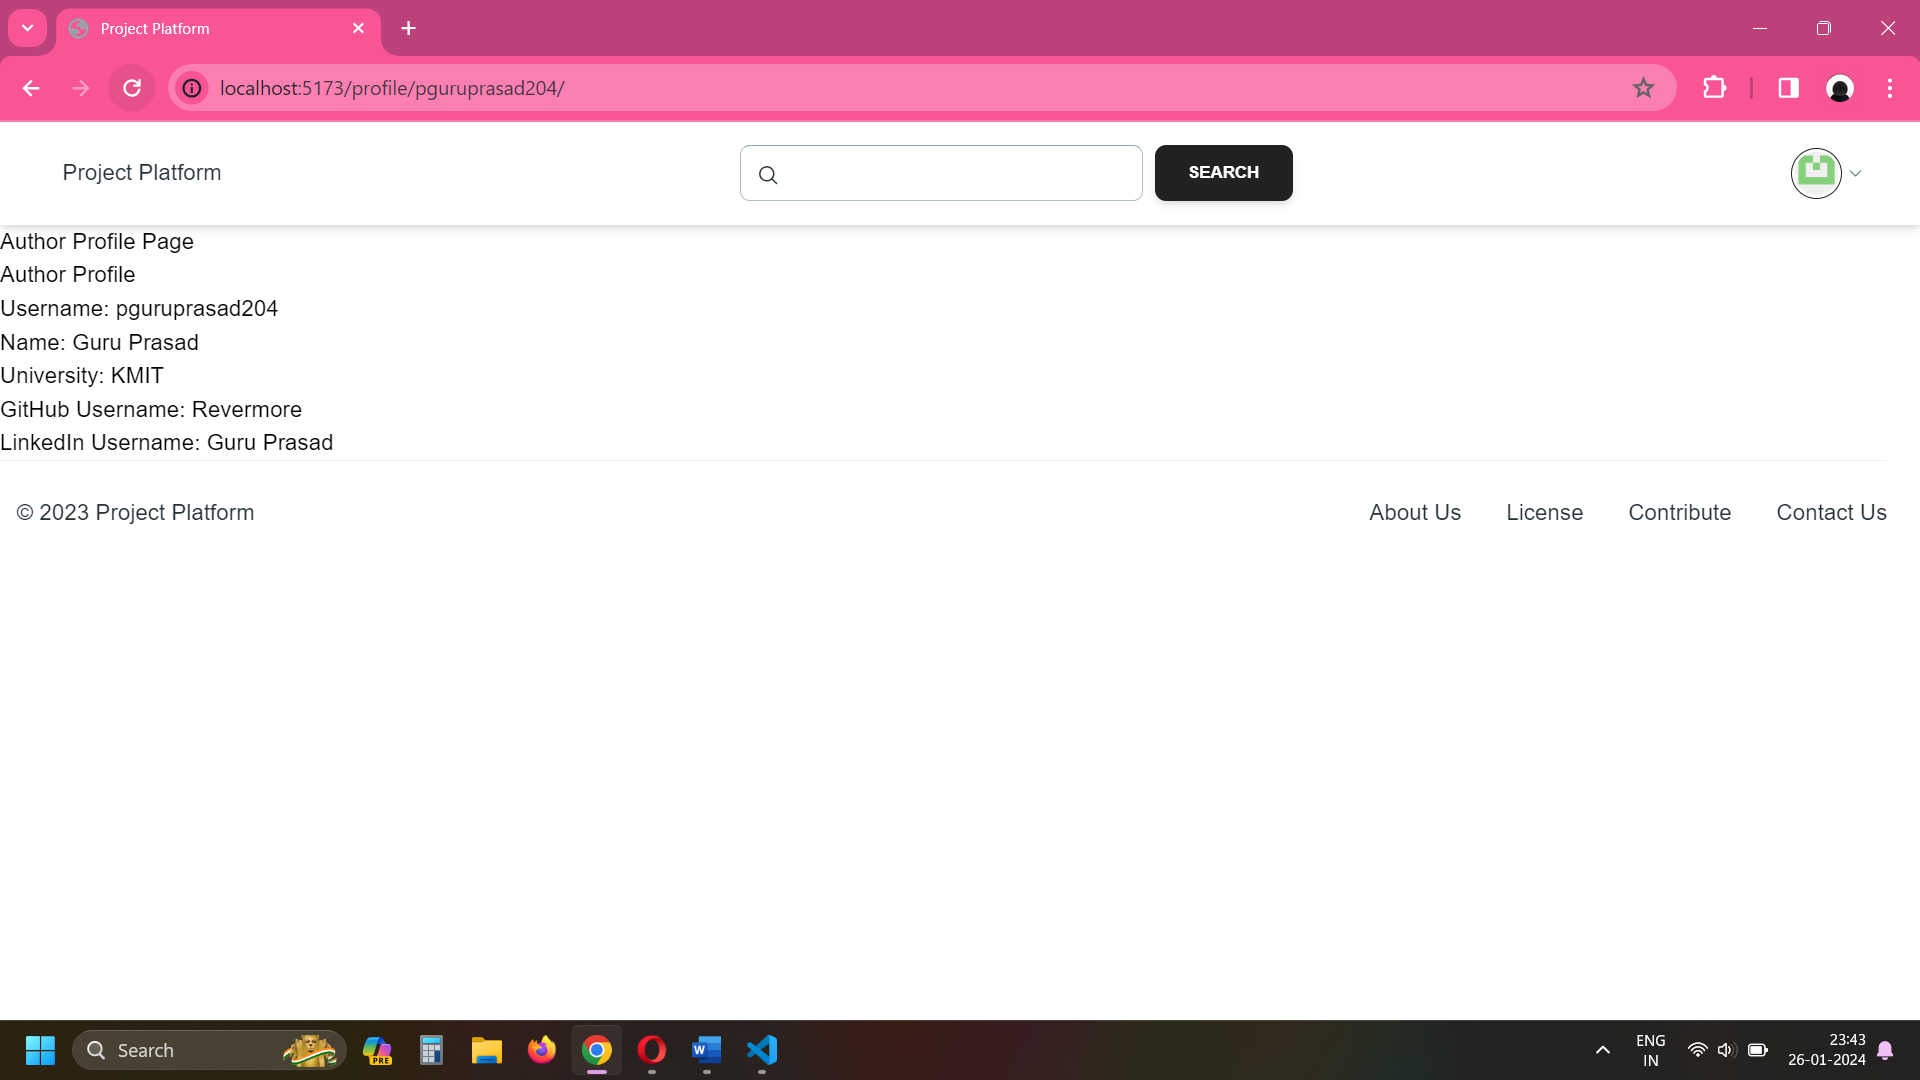 Project Platform
localhost:5173/profile/pguruprasad204/
Project Platform
SEARCH
Author Profile Page
Author Profile
Username: pguruprasad204
Name: Guru Prasad
University: KMIT
GitHub Username: Revermore
LinkedIn Username: Guru Prasad
© 2023 Project Platform About Us License Contribute Contact Us
Search
PRE
W
ENG
IN
23:43
26-01-2024